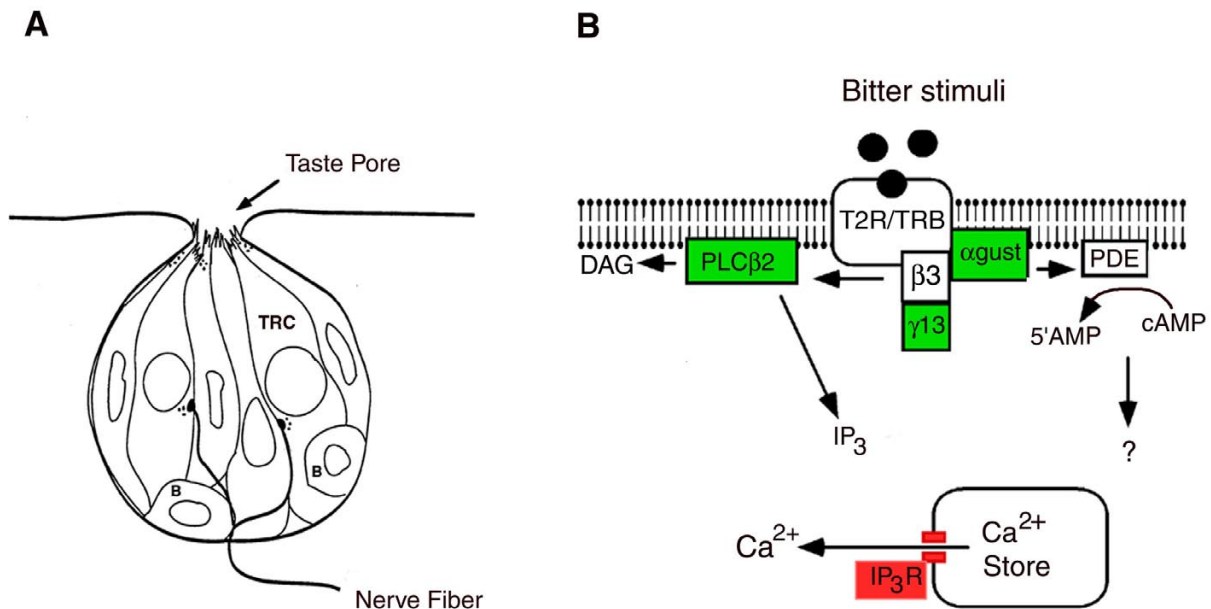 A
Taste Pore
TRC
B
B
Nerve Fiber
B
Bitter stimuli
T2R/TRB
DAG
PLCβ2
β3
αgust
PDE
γ13
5'AMP
cAMP
IP3
?
Ca2+
Ca2+
Store
IP3R